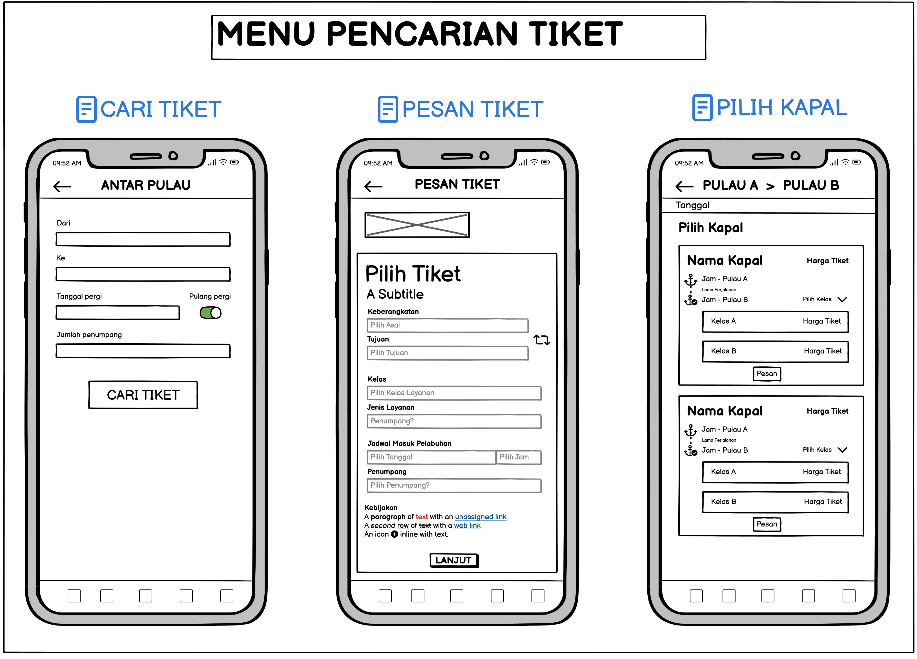 MENU PENCARIAN TIKET
CARI TIKET
09:52 AM
ANTAR PULAU
Dari
Ke
Tanggal pergi Pulang pergi
Jumlah penumpang
CARI TIKET
PESAN TIKET
09:52 AM
PESAN TIKET
Pilih Tiket
A Subtitle
Keberangkatan
Pilih Asal
Tujuan
Pilih Tujuan
Kelas
Pilih Kelas Layanan
Jenis Layanan
Penumpang?
Jadwal Masuk Pelabuhan
Pilih Tanggal Pilih Jam
Penumpang
Pilih Penumpang?
Kebijakan
A paragraph of text with an unassigned link.
A second row of text with a web link
An icon inline with text.
LANJUT
PILIH KAPAL
09:52 AM
PULAU A > PULAU B
Tanggal
Pilih Kapal
Nama Kapal Harga Tiket
Jam - Pulau A
Lama Perjalanan
Jam - Pulau B Pilih Kelas
Kelas A Harga Tiket
Kelas B Harga Tiket
Pesan
Nama Kapal Harga Tiket
Jam - Pulau A
Lama Perjalanan
Jam - Pulau B Pilih Kelas
Kelas A Harga Tiket
Kelas B Harga Tiket
Pesan